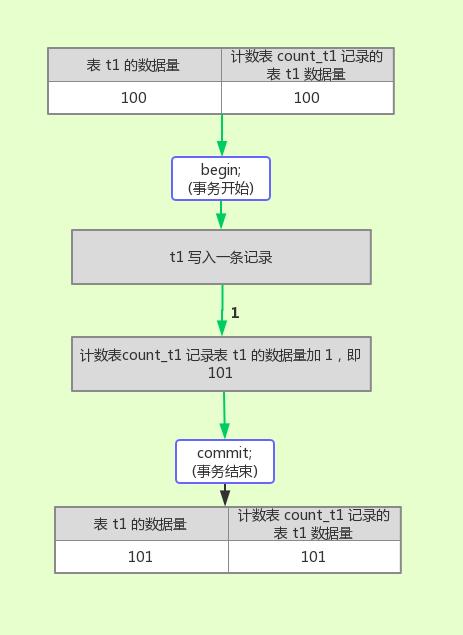 表 t1 的数据量
计数表 count_t1 记录的
表 t1 数据量
100
100
begin;
(事务开始)
t1 写入一条记录
1
计数表count_t1 记录表 t1 的数据量加 1，即
101
commit;
(事务结束)
表 t1 的数据量
计数表 count_t1 记录的
表 t1 数据量
101
101